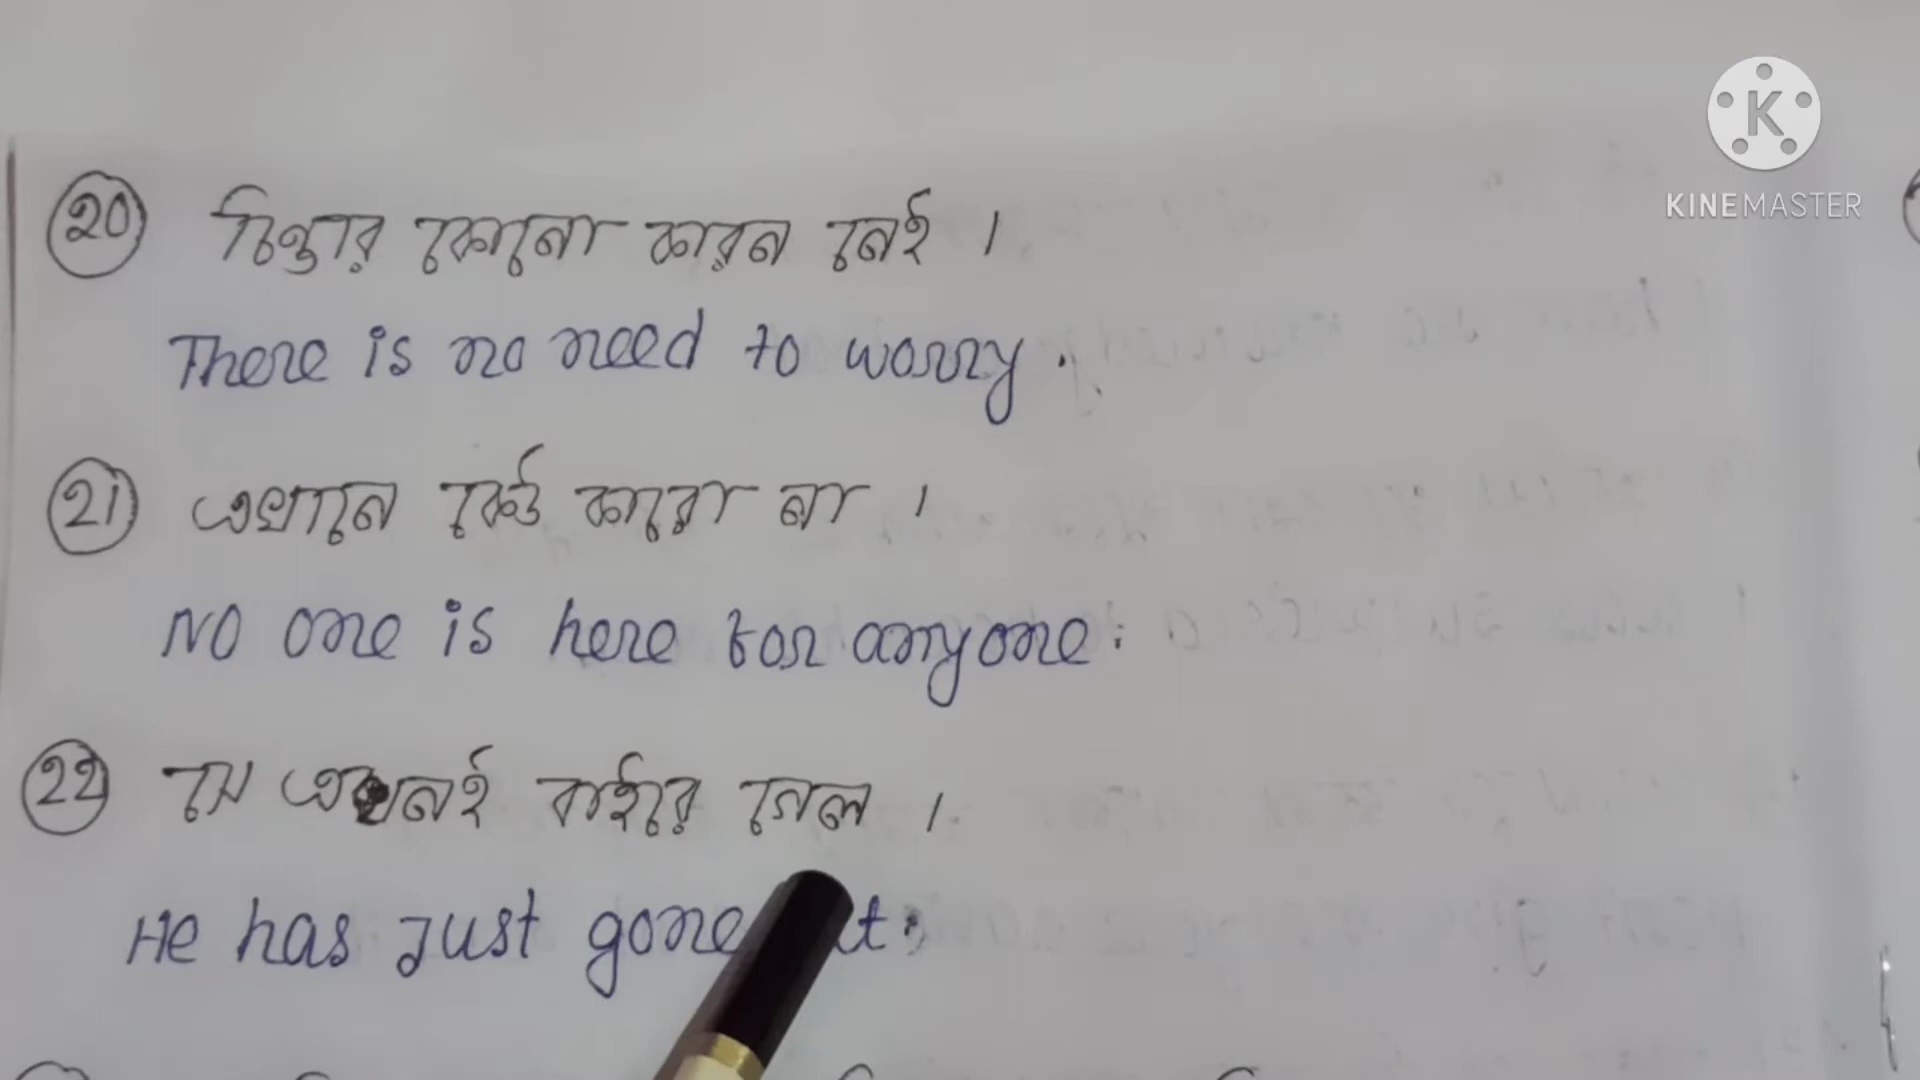 K
KINEMASTER
20 চিন্তার কোনো কারন নেই ।
There is no need to worry.
21 এখানে কেউ কারো না ।
No one is here for anyone.
22 সে এখনই বাইরে গেল ।
He has just gone